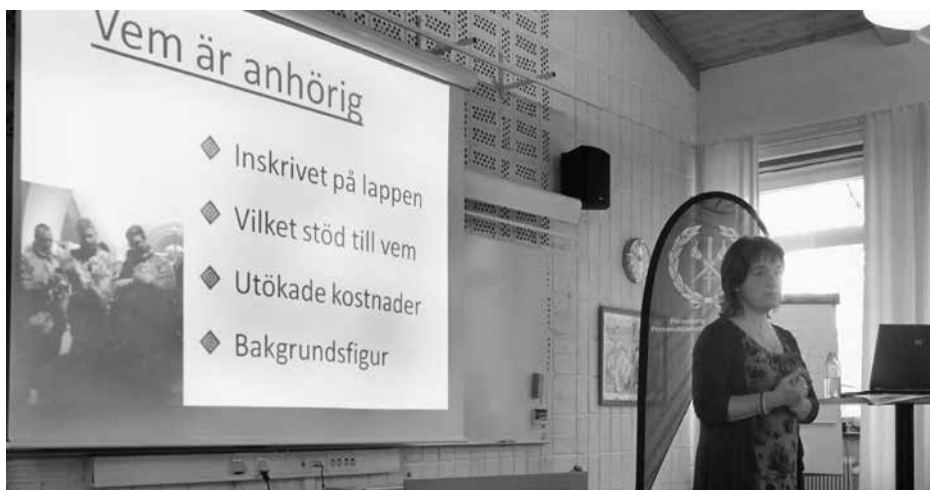 Vem är anhörig
Inskrivet på lappen
Vilket stöd till vem
Utökade kostnader
Bakgrundsfigur